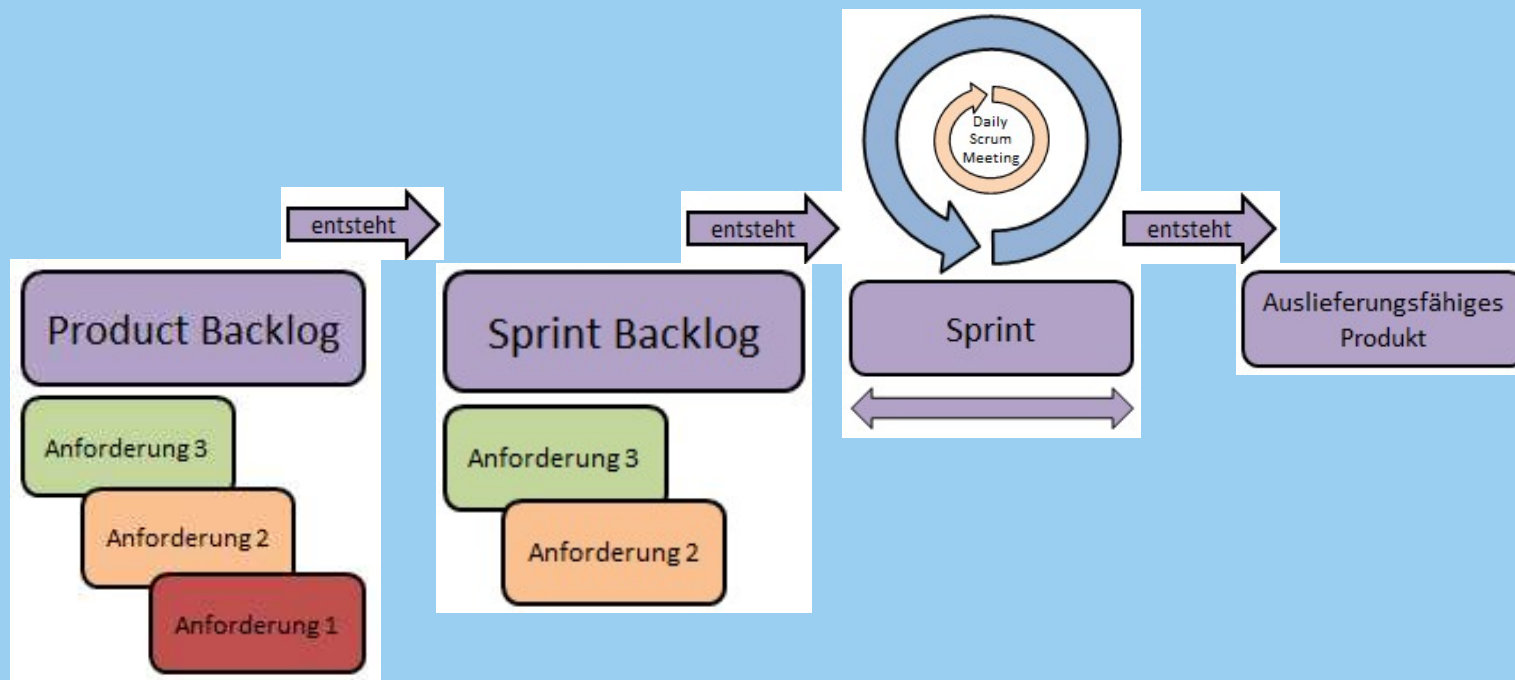 entsteht
Product Backlog
Anforderung 3
Anforderung 2
Anforderung 1
entsteht
Sprint Backlog
Anforderung 3
Anforderung 2
Daily
Scrum
Meeting
Sprint
entsteht
Auslieferungsfähiges
Produkt